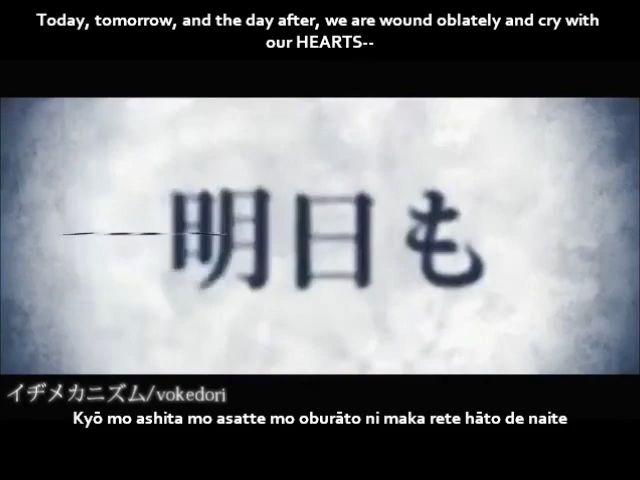 Today, tomorrow, and the day after, we are wound oblately and cry with
our HEARTS--
明日も
イヂメカニズム/vokedori
Kyō mo ashita mo asatte mo oburāto ni maka rete hāto de naite